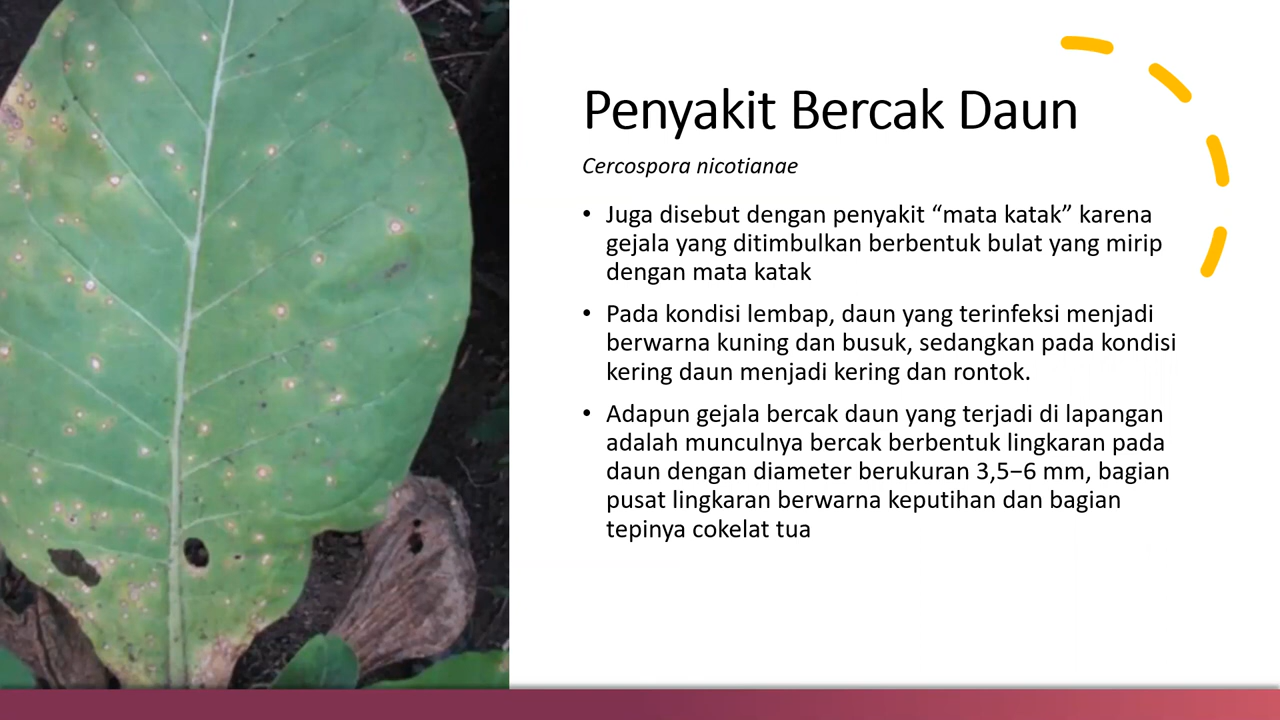 Penyakit Bercak Daun
Cercospora nicotianae
• Juga disebut dengan penyakit “mata katak” karena
gejala yang ditimbulkan berbentuk bulat yang mirip
dengan mata katak
• Pada kondisi lembap, daun yang terinfeksi menjadi
berwarna kuning dan busuk, sedangkan pada kondisi
kering daun menjadi kering dan rontok.
• Adapun gejala bercak daun yang terjadi di lapangan
adalah munculnya bercak berbentuk lingkaran pada
daun dengan diameter berukuran 3,5−6 mm, bagian
pusat lingkaran berwarna keputihan dan bagian
tepinya cokelat tua